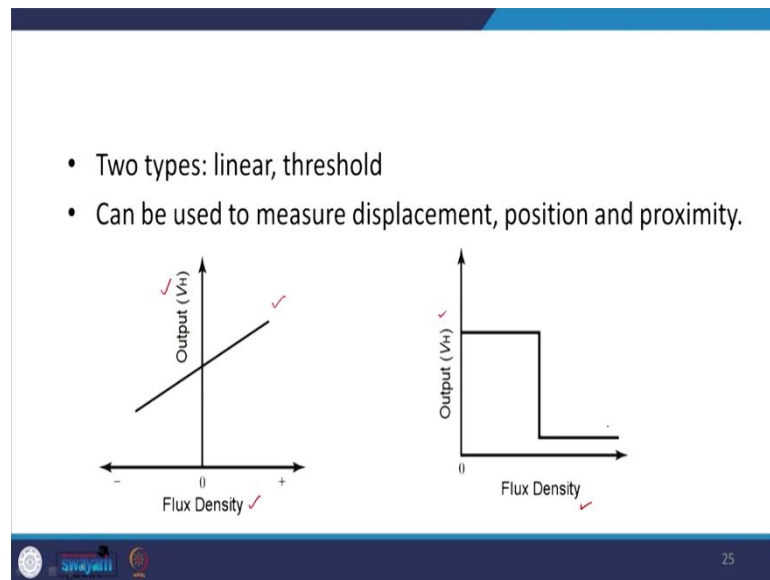 • Two types: linear, threshold
• Can be used to measure displacement, position and proximity.
Output (VH)
- 0 +
Flux Density
Output (VH)
0
Flux Density
swayam
25